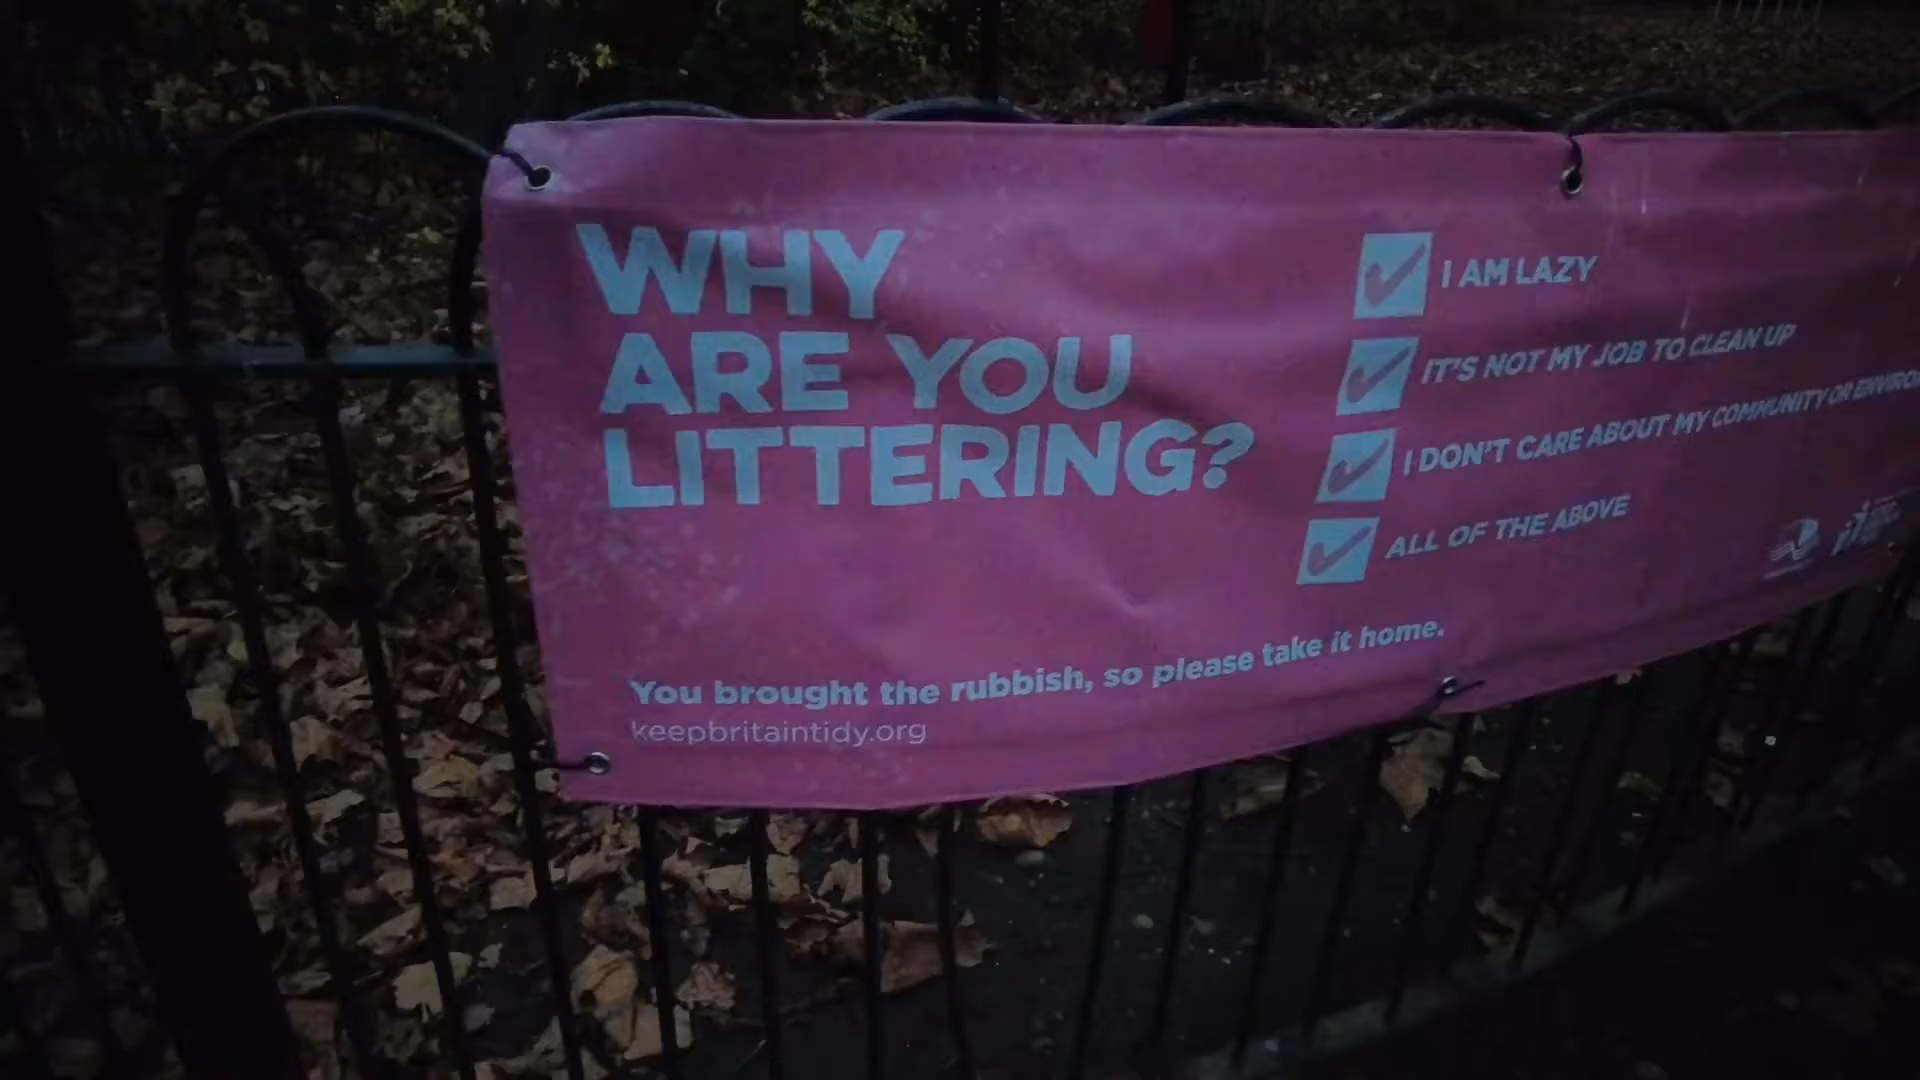 WHY
ARE YOU
LITTERING?
I AM LAZY
IT'S NOT MY JOB TO CLEAN UP
I DON'T CARE ABOUT MY COMMUNITY OR
ALL OF THE ABOVE
You brought the rubbish, so please take it home.
keepbritaintidy.org